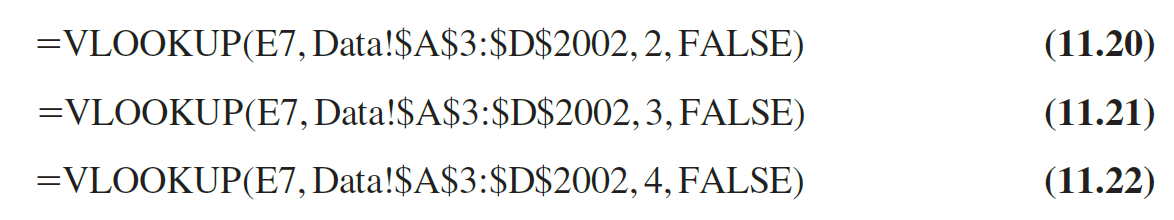 =VLOOKUP(E7, Data!$A$3:$D$2002, 2, FALSE) (11.20)
=VLOOKUP(E7, Data!$A$3:$D$2002, 3, FALSE) (11.21)
=VLOOKUP(E7, Data!$A$3:$D$2002, 4, FALSE) (11.22)